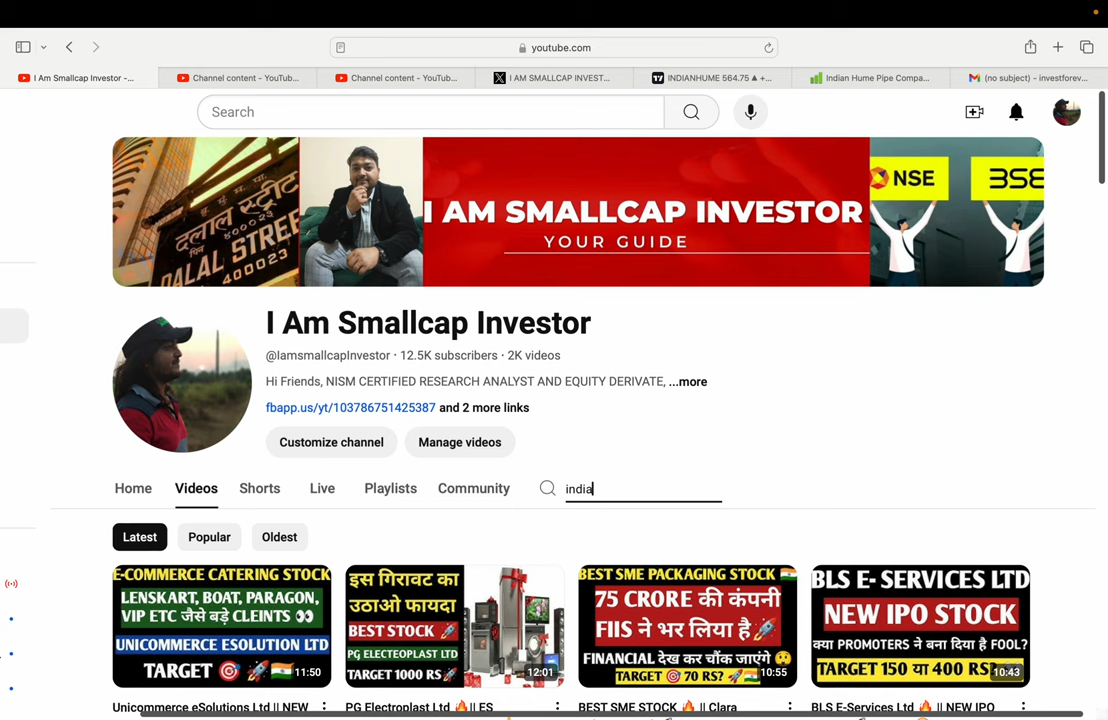 youtube.com
I Am Smallcap Investor -...
Channel content - YouTub...
Channel content - YouTub...
I AM SMALLCAP INVEST...
INDIANHUME 564.75 ▲ +...
Indian Hume Pipe Compa...
(no subject) - investforev...
Search
दलाल स्ट्रीट
४०००२३
DALAL STREET
400023
I AM SMALLCAP INVESTOR
YOUR GUIDE
NSE
BSE
I Am Smallcap Investor
@IamsmallcapInvestor · 12.5K subscribers · 2K videos
Hi Friends, NISM CERTIFIED RESEARCH ANALYST AND EQUITY DERIVATE, ...more
fbapp.us/yt/103786751425387 and 2 more links
Customize channel
Manage videos
Home
Videos
Shorts
Live
Playlists
Community
india
Latest
Popular
Oldest
E-COMMERCE CATERING STOCK
LENSKART, BOAT, PARAGON,
VIP ETC जैसे बड़े CLEINTS
UNICOMMERCE ESOLUTION LTD
TARGET
11:50
इस गिरावट का
उठाओ फायदा
BEST STOCK
PG ELECTEOPLAST LTD
TARGET 1000 RS
12:01
BEST SME PACKAGING STOCK
75 CRORE की कंपनी
FIIS ने भर लिया है
FINANCIAL देख कर चौंक जाएंगे
TARGET 70 RS?
10:55
BLS E- SERVICES LTD
NEW IPO STOCK
क्या PROMOTERS ने बना दिया है FOOL?
TARGET 150 या 400 RS?
10:43
Unicommerce eSolutions Ltd || NEW
PG Electroplast Ltd || ES
BEST SME STOCK || Clara
BLS E-Services Ltd || NEW IPO